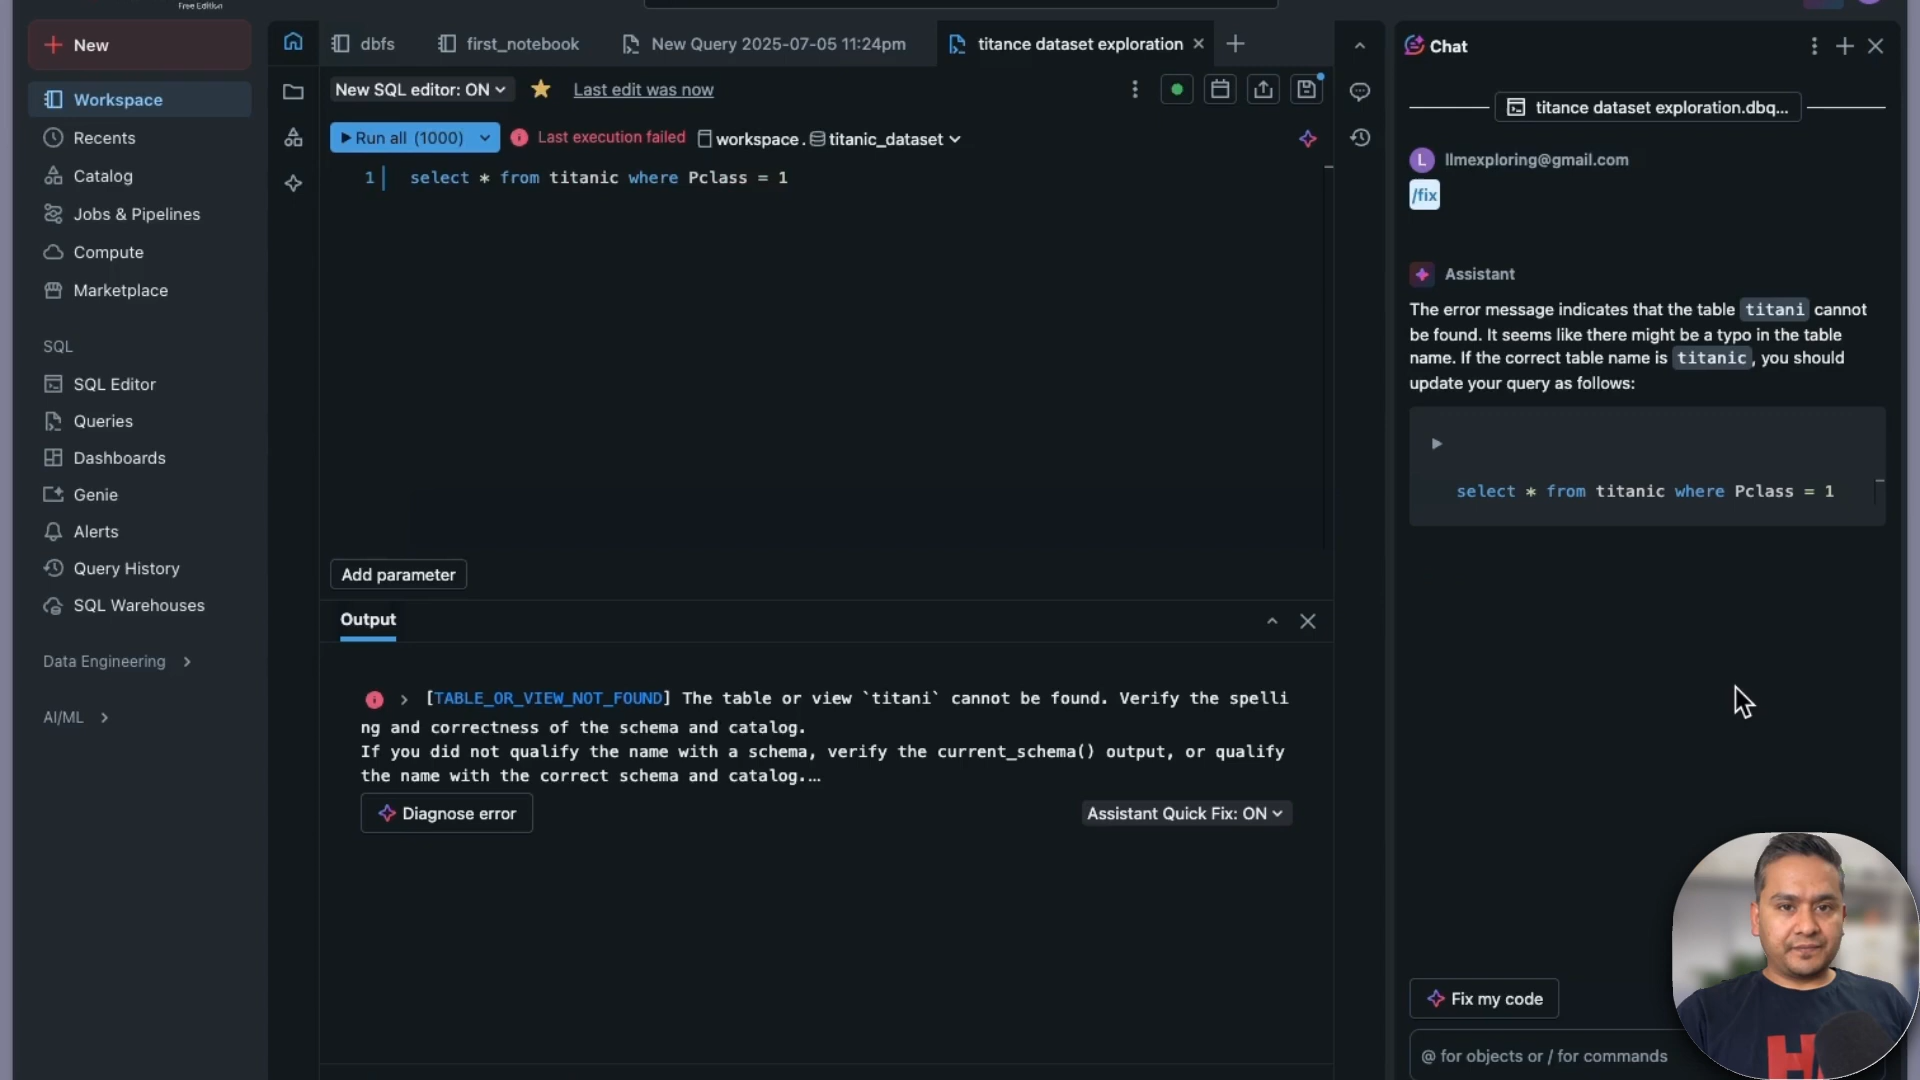 Free Edition
New
Workspace
Recents
Catalog
Jobs & Pipelines
Compute
Marketplace
SQL
SQL Editor
Queries
Dashboards
Genie
Alerts
Query History
SQL Warehouses
Data Engineering
AI/ML
dbfs
first_notebook
New Query 2025-07-05 11:24pm
titance dataset exploration
New SQL editor: ON
Last edit was now
Run all (1000)
Last execution failed
workspace. titanic_dataset
1 select * from titanic where Pclass = 1
Add parameter
Output
[TABLE_OR_VIEW_NOT_FOUND] The table or view `titani` cannot be found. Verify the spelli
ng and correctness of the schema and catalog.
If you did not qualify the name with a schema, verify the current_schema() output, or qualify
the name with the correct schema and catalog.…
Diagnose error
Assistant Quick Fix: ON
Chat
titance dataset exploration.dbq...
L llmexploring@gmail.com
/fix
Assistant
The error message indicates that the table titani cannot
be found. It seems like there might be a typo in the table
name. If the correct table name is titanic, you should
update your query as follows:
select * from titanic where Pclass = 1
Fix my code
@ for objects or / for commands